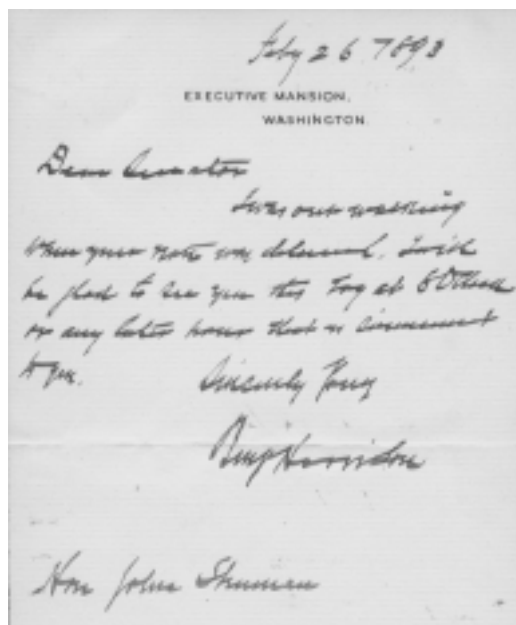 Feby 26 1893
EXECUTIVE MANSION,
WASHINGTON.
Dear Senator
I was out walking
when your note was delivered. I will
be glad to see you this Evg at 8 O'Clock
or any later hour that is convenient
to you.
Sincerely Yours
Benj Harrison
Hon John Sherman